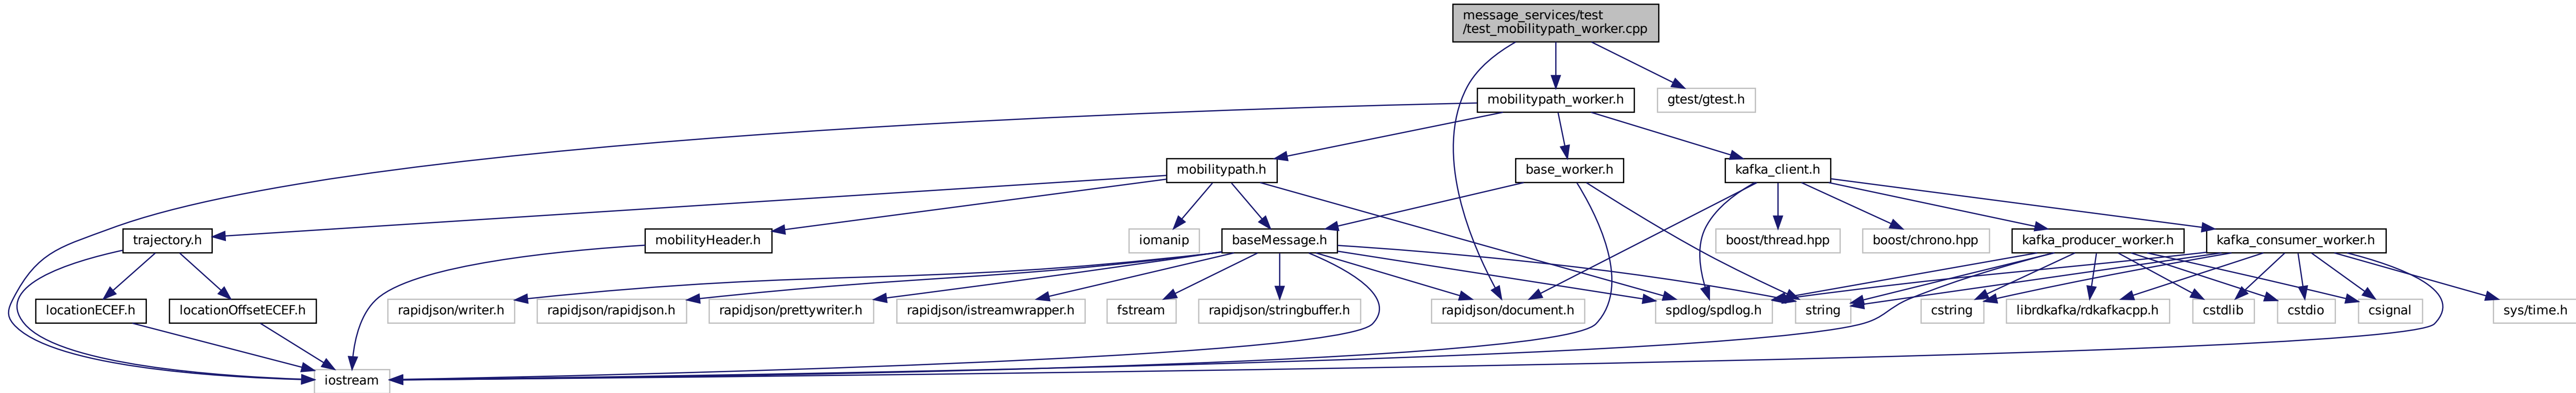 message_services/test
/test_mobilitypath_worker.cpp
mobilitypath_worker.h
gtest/gtest.h
mobilitypath.h
base_worker.h
kafka_client.h
trajectory.h
mobilityHeader.h
iomanip
baseMessage.h
boost/thread.hpp
boost/chrono.hpp
kafka_producer_worker.h
kafka_consumer_worker.h
locationECEF.h
locationOffsetECEF.h
rapidjson/writer.h
rapidjson/rapidjson.h
rapidjson/prettywriter.h
rapidjson/istreamwrapper.h
fstream
rapidjson/stringbuffer.h
rapidjson/document.h
spdlog/spdlog.h
string
cstring
librdkafka/rdkafkacpp.h
cstdlib
cstdio
csignal
sys/time.h
iostream